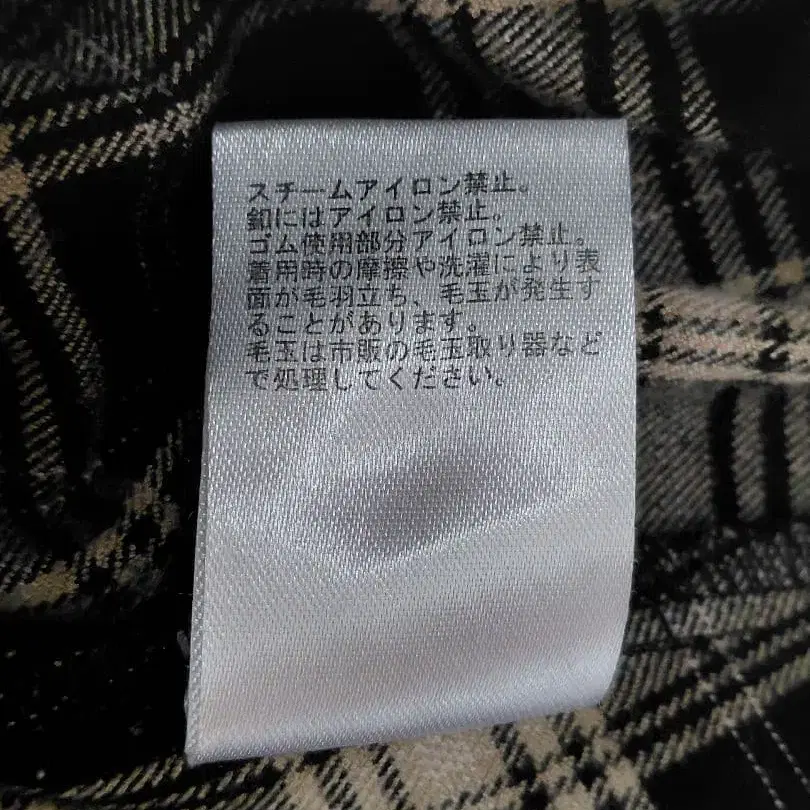 スチームアイロン禁止。
釦にはアイロン禁止。
ゴム使用部分アイロン禁止。
着用時の摩擦や洗濯により表
面が毛羽立ち、毛玉が発生す
ることがあります。
毛玉は市販の毛玉取り器など
で処理してください。